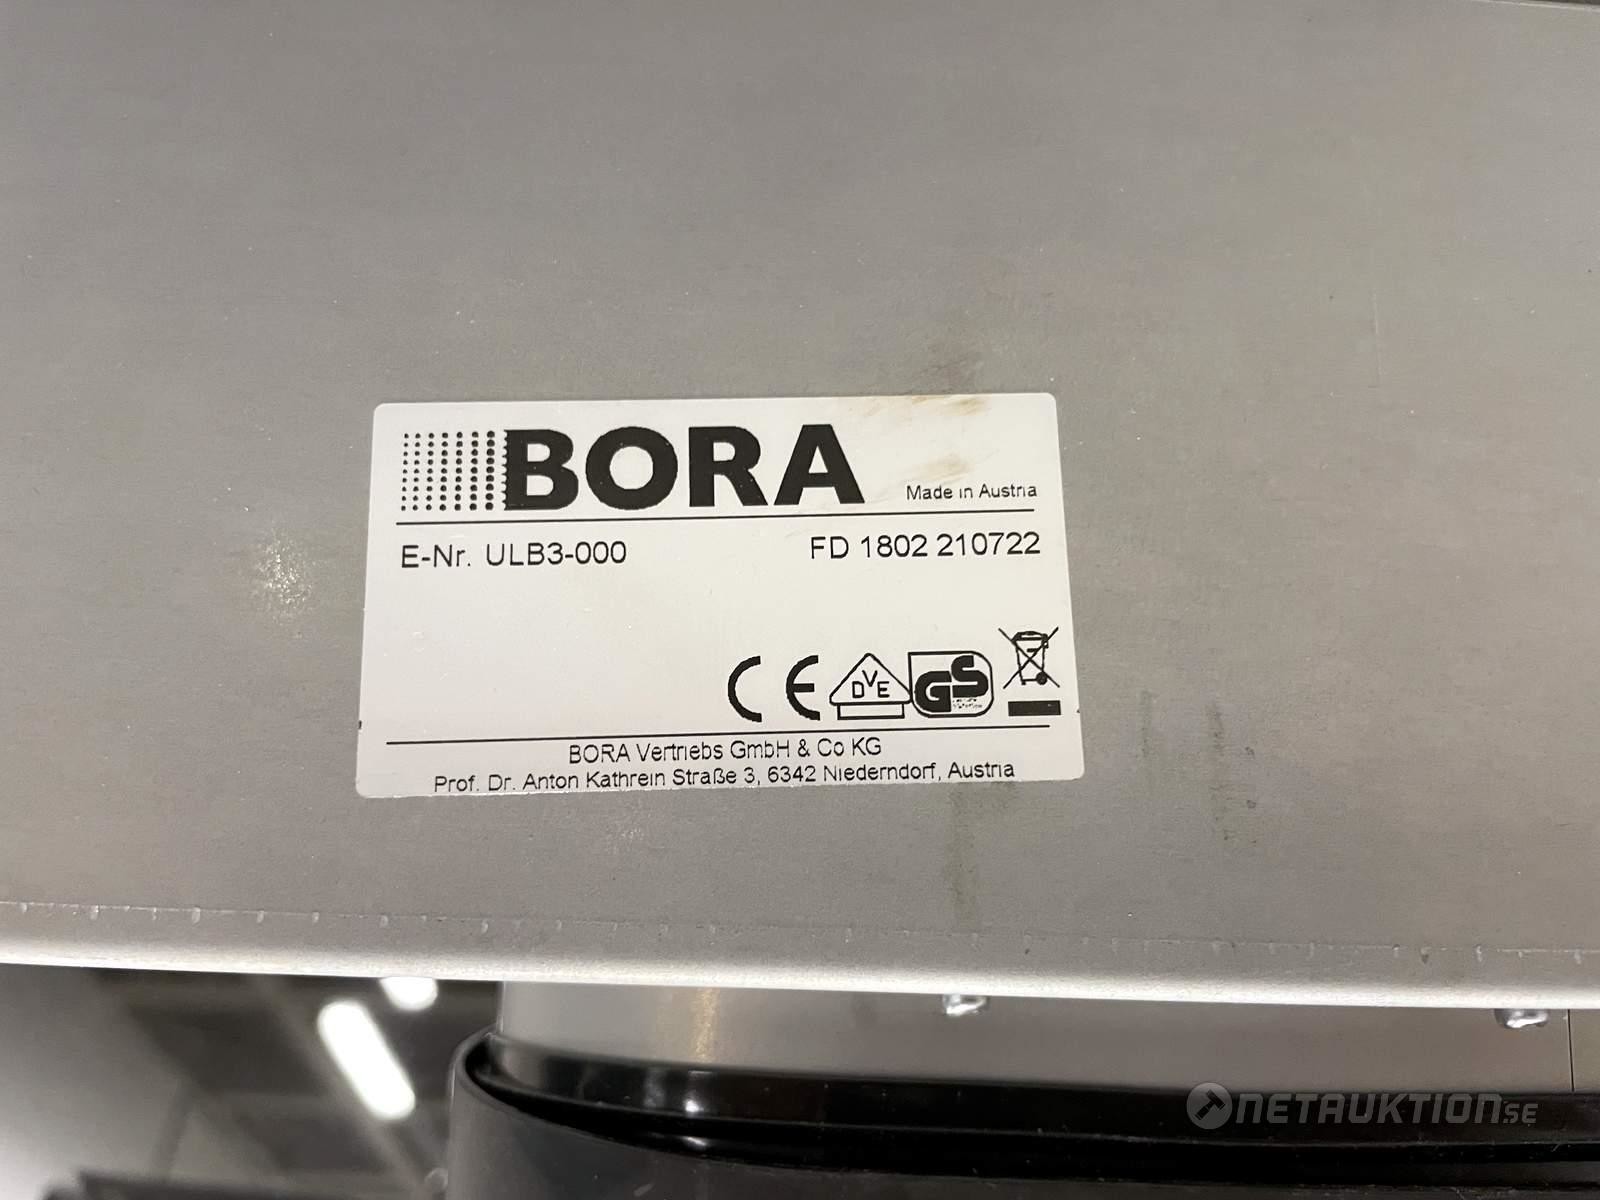 BORA
Made in Austria
E-Nr. ULB3-000 FD 1802 210722
CE DVE GS
BORA Vertriebs GmbH & Co KG
Prof. Dr. Anton Kathrein Straße 3, 6342 Niederndorf, Austria
NETAUKTION.SE